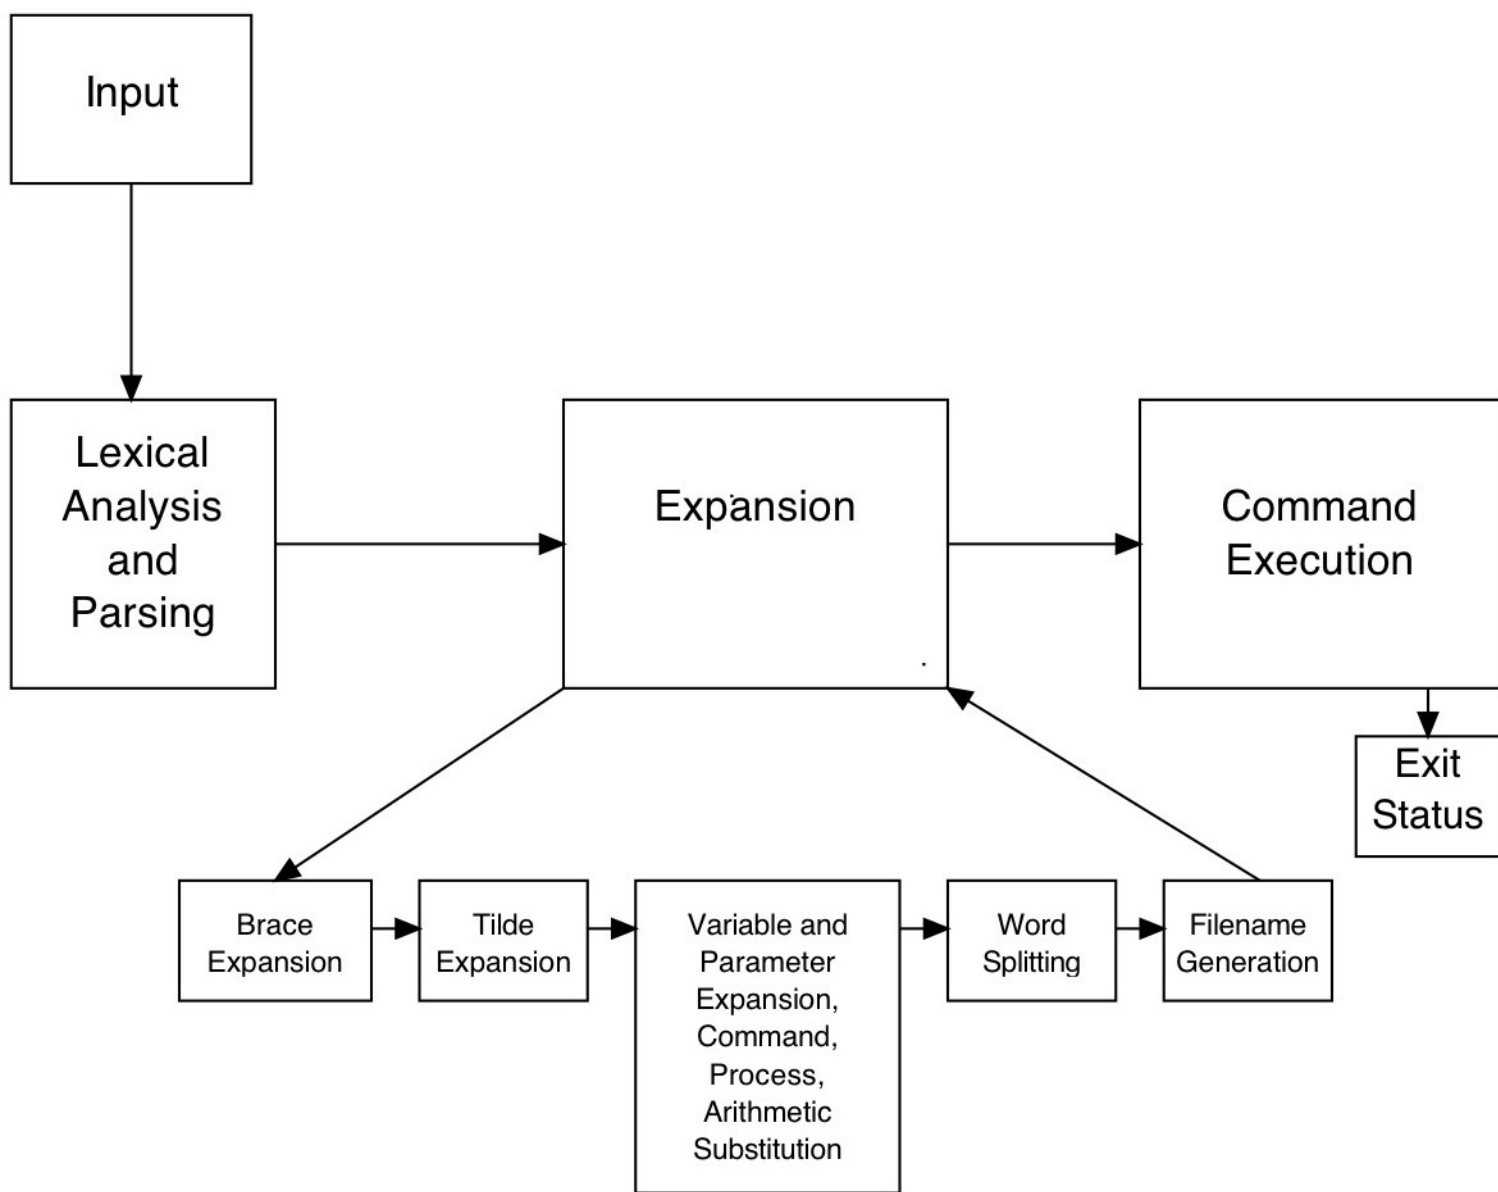 Input
Lexical
Analysis
and
Parsing
Expansion
Command
Execution
Exit
Status
Brace
Expansion
Tilde
Expansion
Variable and
Parameter
Expansion,
Command,
Process,
Arithmetic
Substitution
Word
Splitting
Filename
Generation